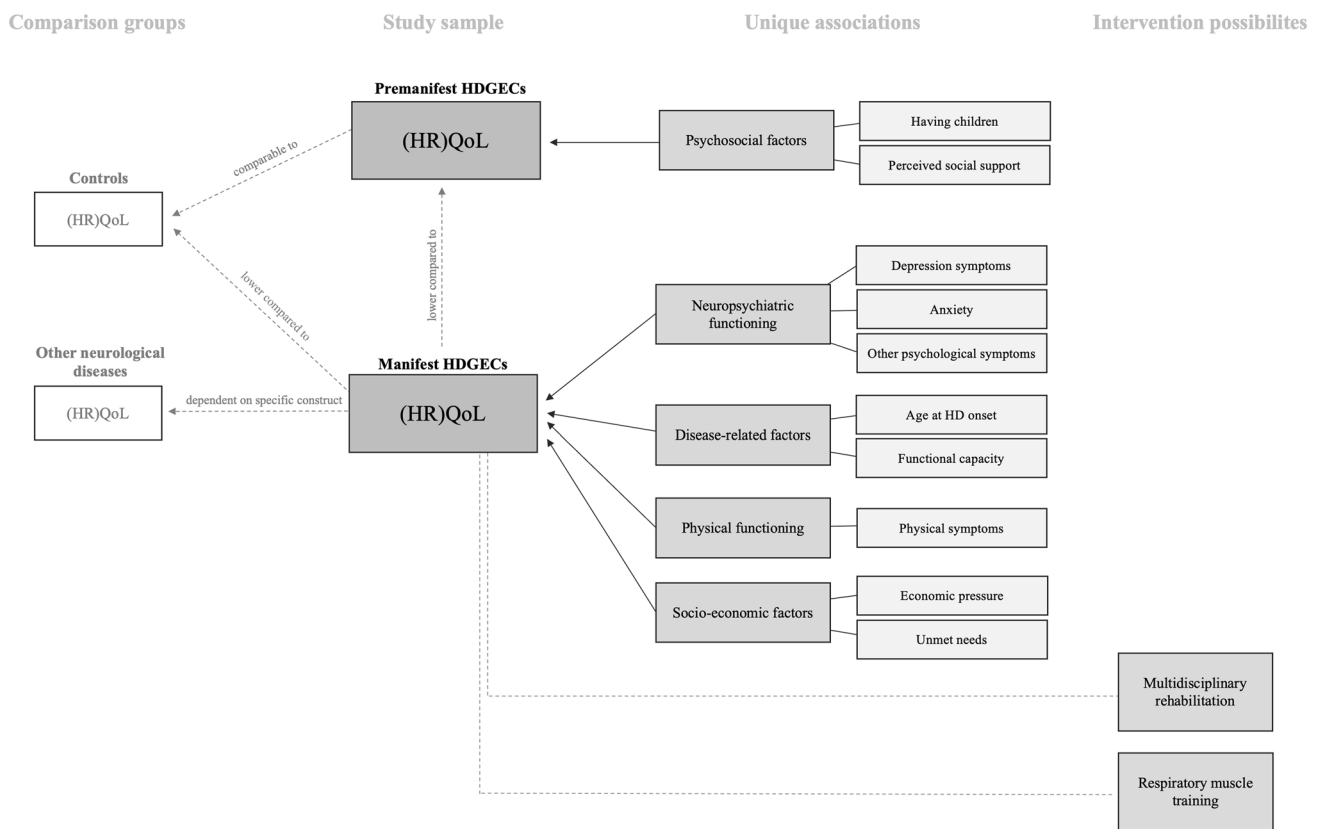 Comparison groups
Study sample
Unique associations
Intervention possibilites
Premanifest HDGECs
(HR)QoL
Psychosocial factors
Having children
Perceived social support
comparable to
Controls
(HR)QoL
lower compared to
lower compared to
Neuropsychiatric
functioning
Depression symptoms
Anxiety
Other psychological symptoms
Other neurological
diseases
(HR)QoL
dependent on specific construct
Manifest HDGECs
(HR)QoL
Disease-related factors
Age at HD onset
Functional capacity
Physical functioning
Physical symptoms
Socio-economic factors
Economic pressure
Unmet needs
Multidisciplinary
rehabilitation
Respiratory muscle
training